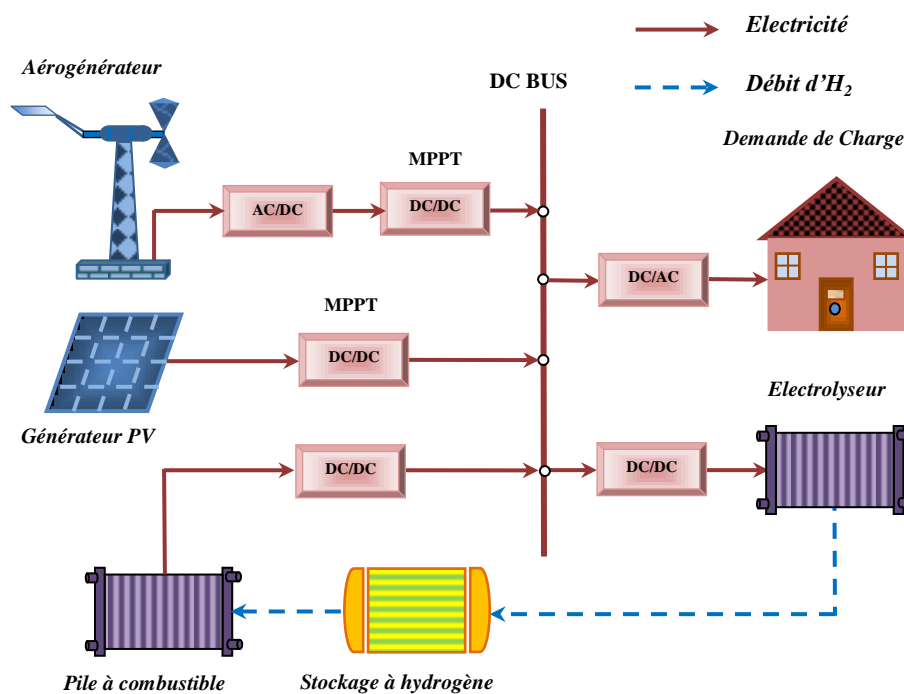 Electricité
Aérogénérateur
DC BUS
Débit d'H2
Demande de Charge
MPPT
AC/DC
DC/DC
DC/AC
MPPT
DC/DC
Electrolyseur
Générateur PV
DC/DC
DC/DC
Pile à combustible
Stockage à hydrogène